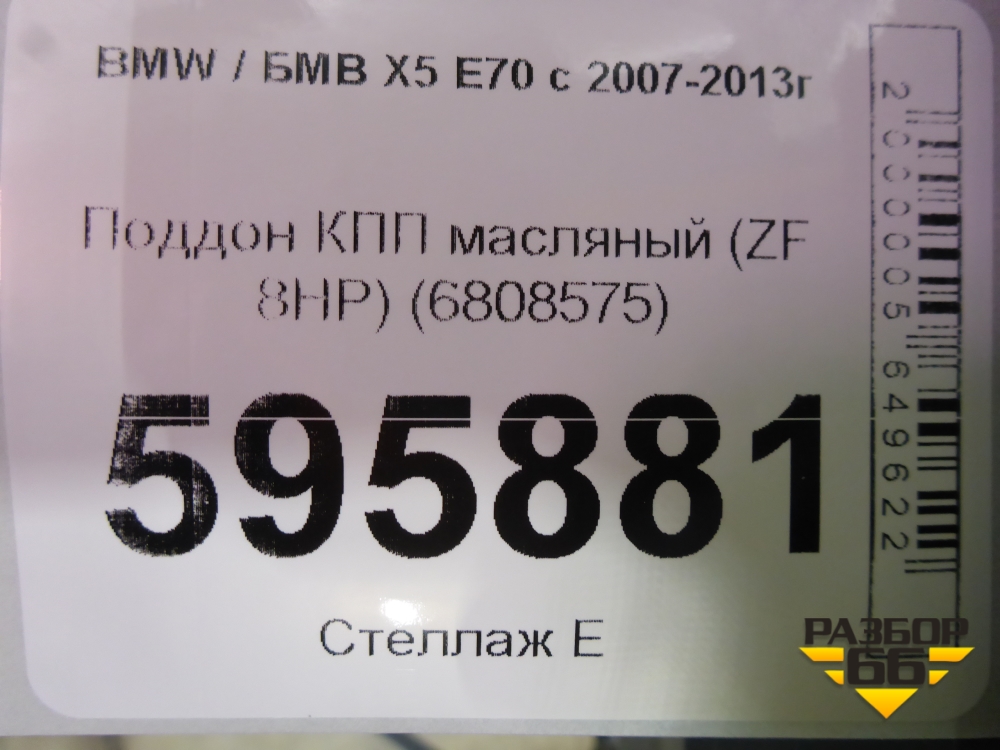 BMW / БМВ X5 E70 с 2007-2013г
Поддон КПП масляный (ZF
8HP) (6808575)
595881
Стеллаж Е
2000005649622
РАЗБОР
66